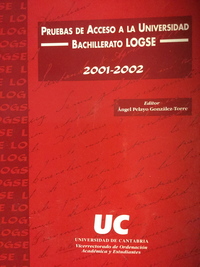 PRUEBAS DE ACCESO A LA UNIVERSIDAD
BACHILLERATO LOGSE
2001-2002
Editor
Ángel Pelayo González-Torre
UC
UNIVERSIDAD DE CANTABRIA
Vicerrectorado de Ordenación
Académica y Estudiantes